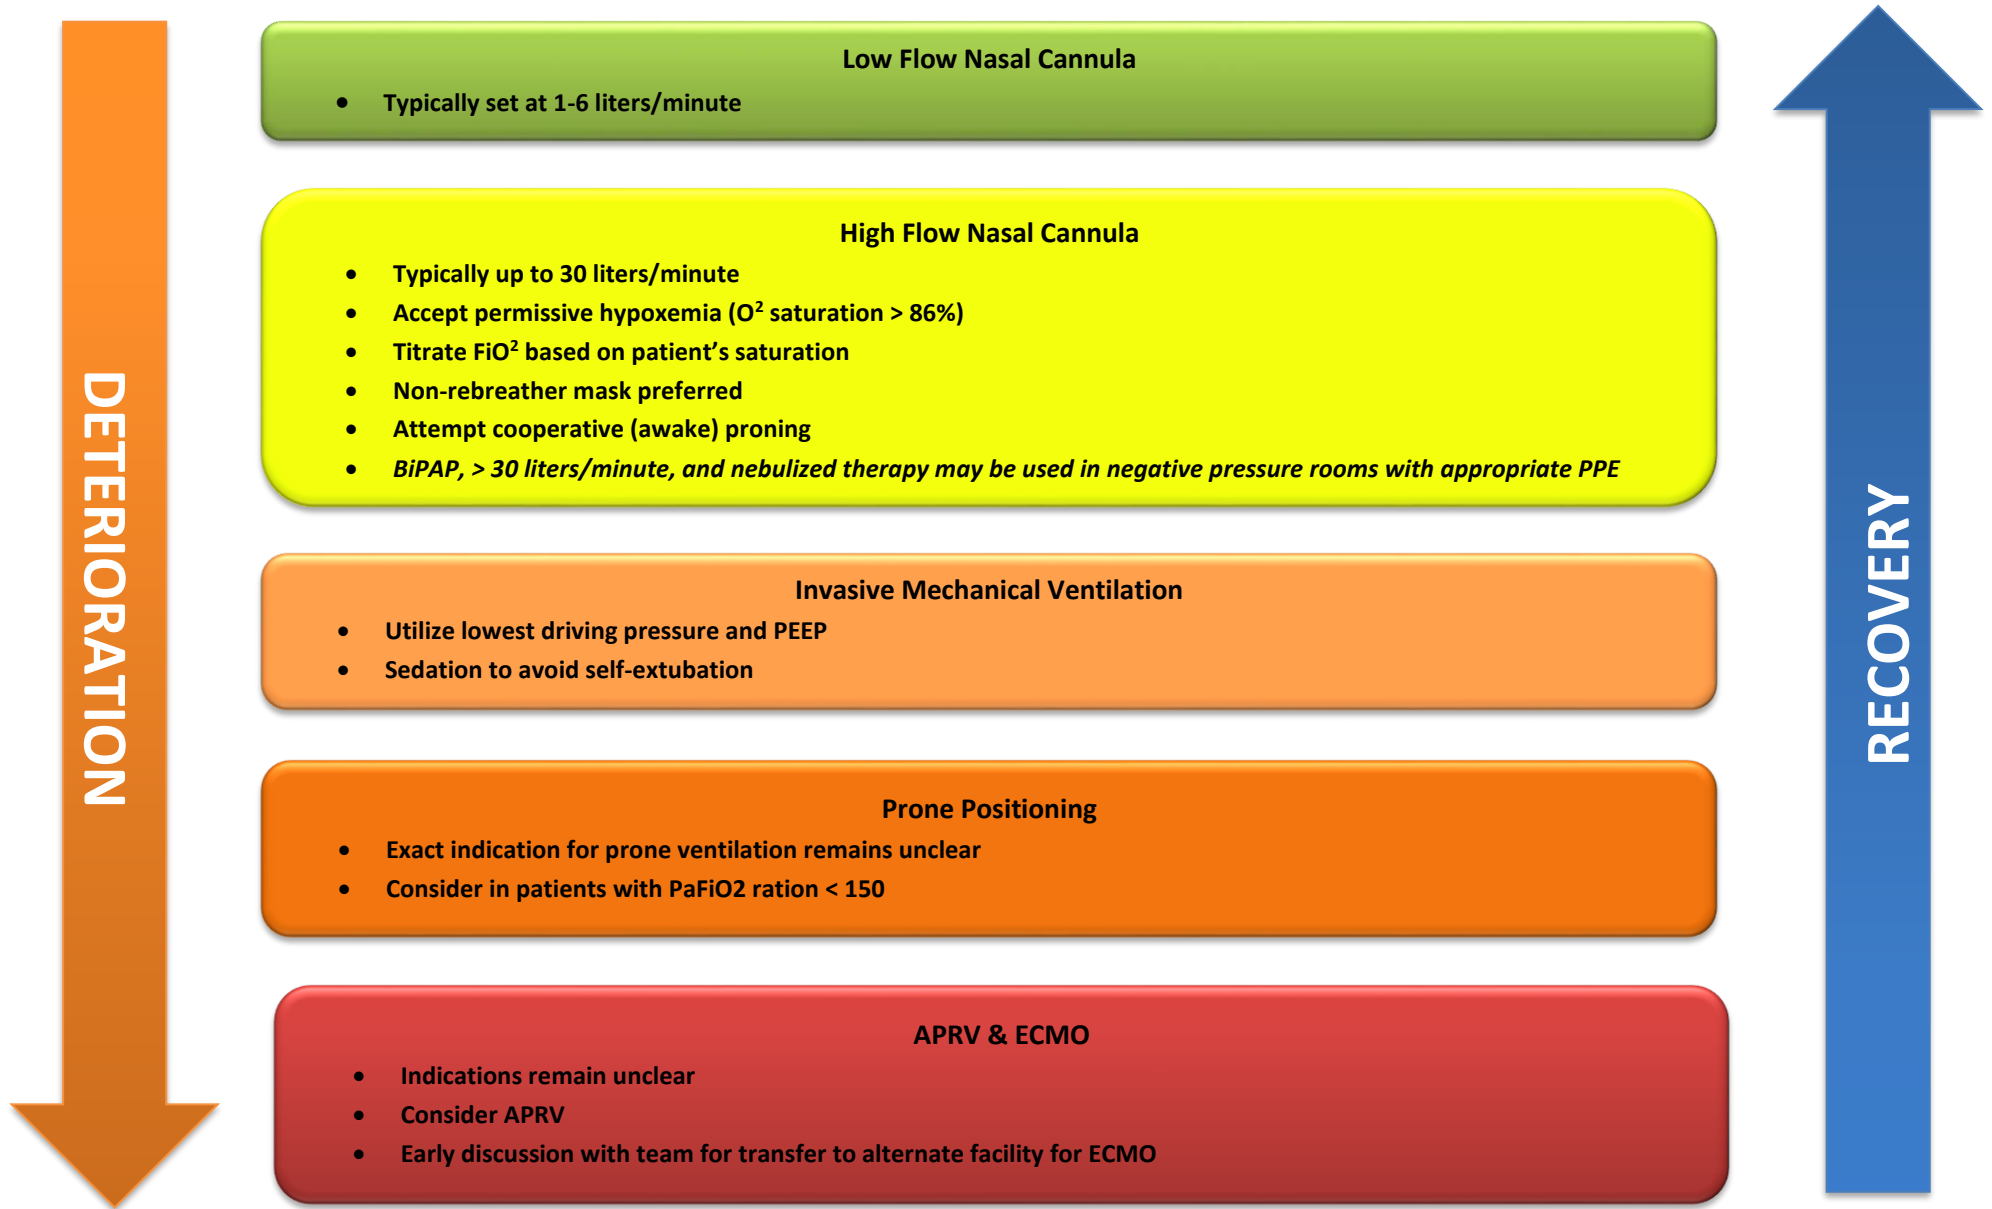 DETERIORATION
Low Flow Nasal Cannula
• Typically set at 1-6 liters/minute
High Flow Nasal Cannula
• Typically up to 30 liters/minute
• Accept permissive hypoxemia (O² saturation > 86%)
• Titrate FiO² based on patient’s saturation
• Non-rebreather mask preferred
• Attempt cooperative (awake) proning
• BiPAP, > 30 liters/minute, and nebulized therapy may be used in negative pressure rooms with appropriate PPE
Invasive Mechanical Ventilation
• Utilize lowest driving pressure and PEEP
• Sedation to avoid self-extubation
Prone Positioning
• Exact indication for prone ventilation remains unclear
• Consider in patients with PaFiO2 ration < 150
APRV & ECMO
• Indications remain unclear
• Consider APRV
• Early discussion with team for transfer to alternate facility for ECMO
RECOVERY